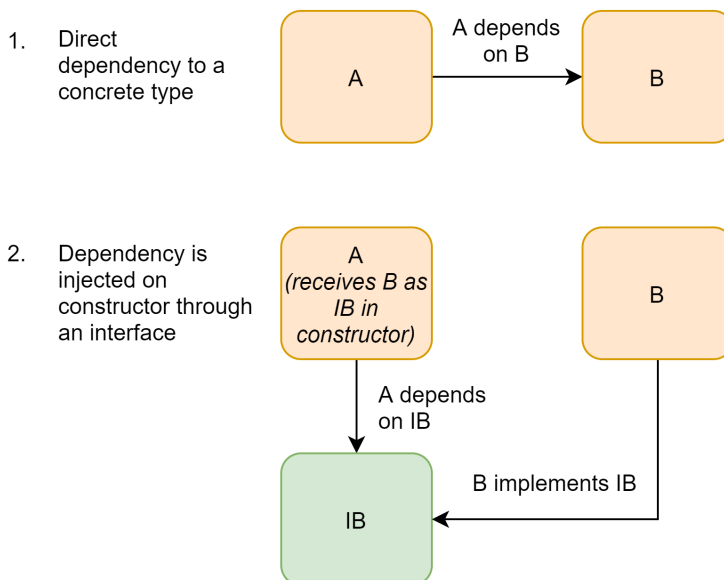 1. Direct
dependency to a
concrete type
A
A depends
on B
B
2. Dependency is
injected on
constructor through
an interface
A
(receives B as
IB in
constructor)
B
A depends
on IB
B implements IB
IB